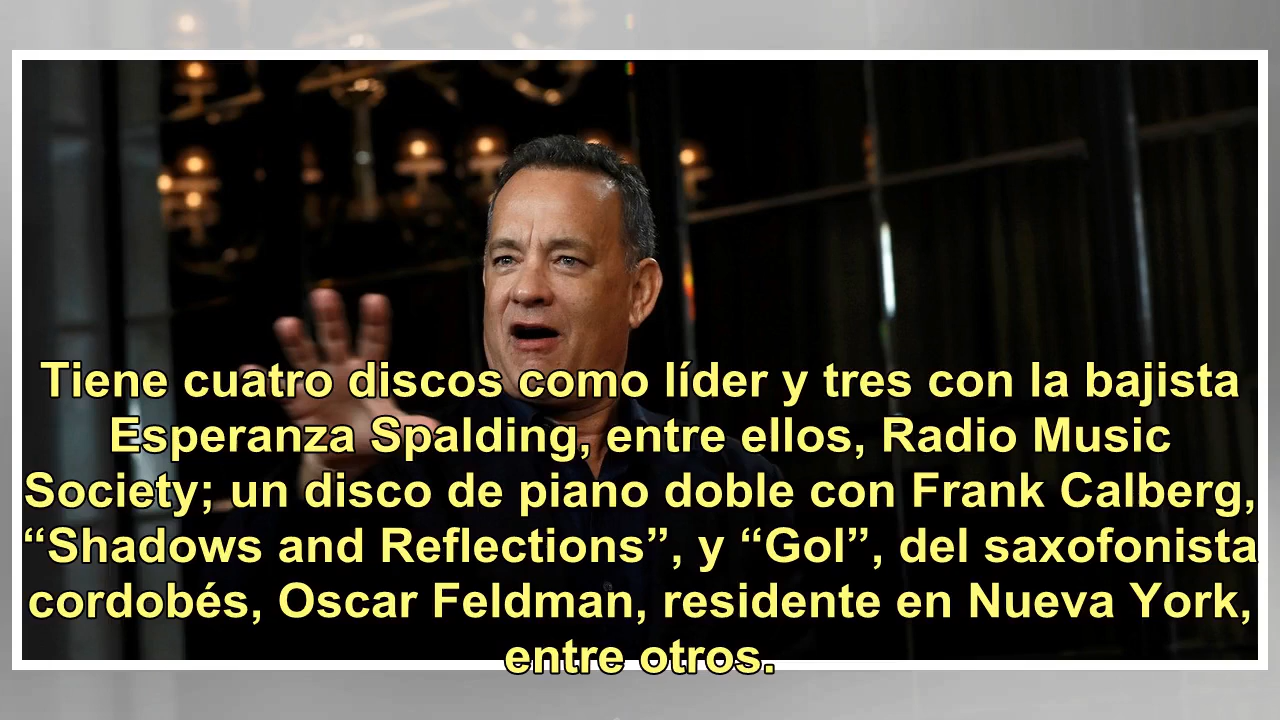 Tiene cuatro discos como líder y tres con la bajista
Esperanza Spalding, entre ellos, Radio Music
Society; un disco de piano doble con Frank Calberg,
“Shadows and Reflections”, y “Gol”, del saxofonista
cordobés, Oscar Feldman, residente en Nueva York,
entre otros.